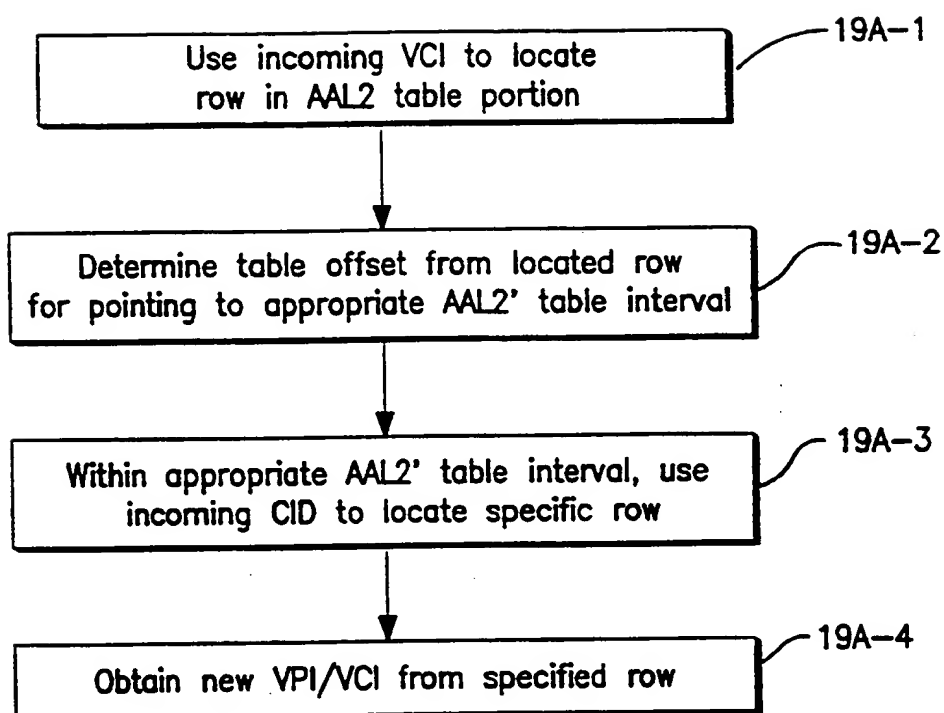 19A-1
Use incoming VCI to locate
row in AAL2 table portion
19A-2
Determine table offset from located row
for pointing to appropriate AAL2' table interval
19A-3
Within appropriate AAL2' table interval, use
incoming CID to locate specific row
19A-4
Obtain new VPI/VCI from specified row